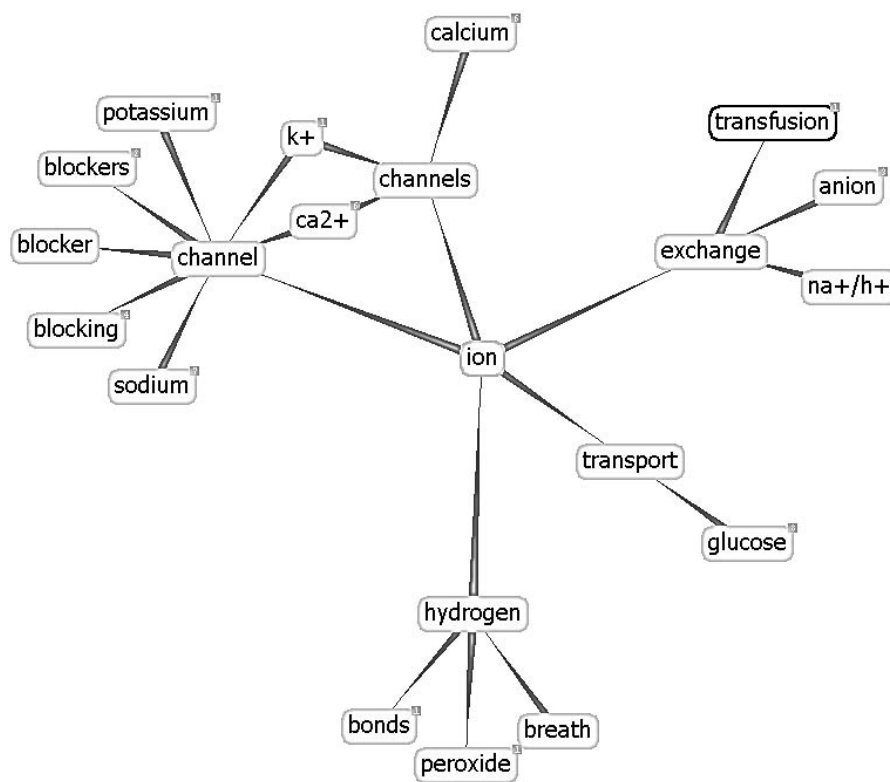 calcium
potassium
transfusion
k+
blockers
channels
anion
ca2+
blocker
channel
exchange
na+/h+
blocking
ion
sodium
transport
glucose
hydrogen
bonds
breath
peroxide